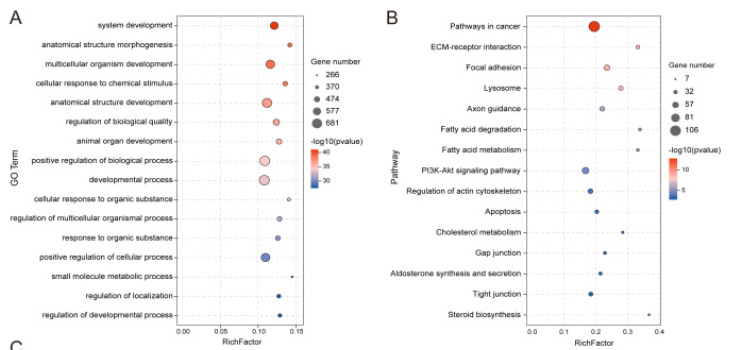 A
system development
anatomical structure morphogenesis
multicellular organism development
cellular response to chemical stimulus
anatomical structure development
regulation of biological quality
animal organ development
positive regulation of biological process
developmental process
cellular response to organic substance
regulation of multicellular organismal process
response to organic substance
positive regulation of cellular process
small molecule metabolic process
regulation of localization
regulation of developmental process
GO Term
0.00 0.05 0.10 0.15
RichFactor
Gene number
266
370
474
577
681
-log10(pvalue)
40
35
30
B
Pathways in cancer
ECM-receptor interaction
Focal adhesion
Lysosome
Axon guidance
Fatty acid degradation
Fatty acid metabolism
PI3K-Akt signaling pathway
Regulation of actin cytoskeleton
Apoptosis
Cholesterol metabolism
Gap junction
Aldosterone synthesis and secretion
Tight junction
Steroid biosynthesis
Pathway
0.0 0.1 0.2 0.3 0.4
RichFactor
Gene number
7
32
57
81
106
-log10(pvalue)
10
5
C